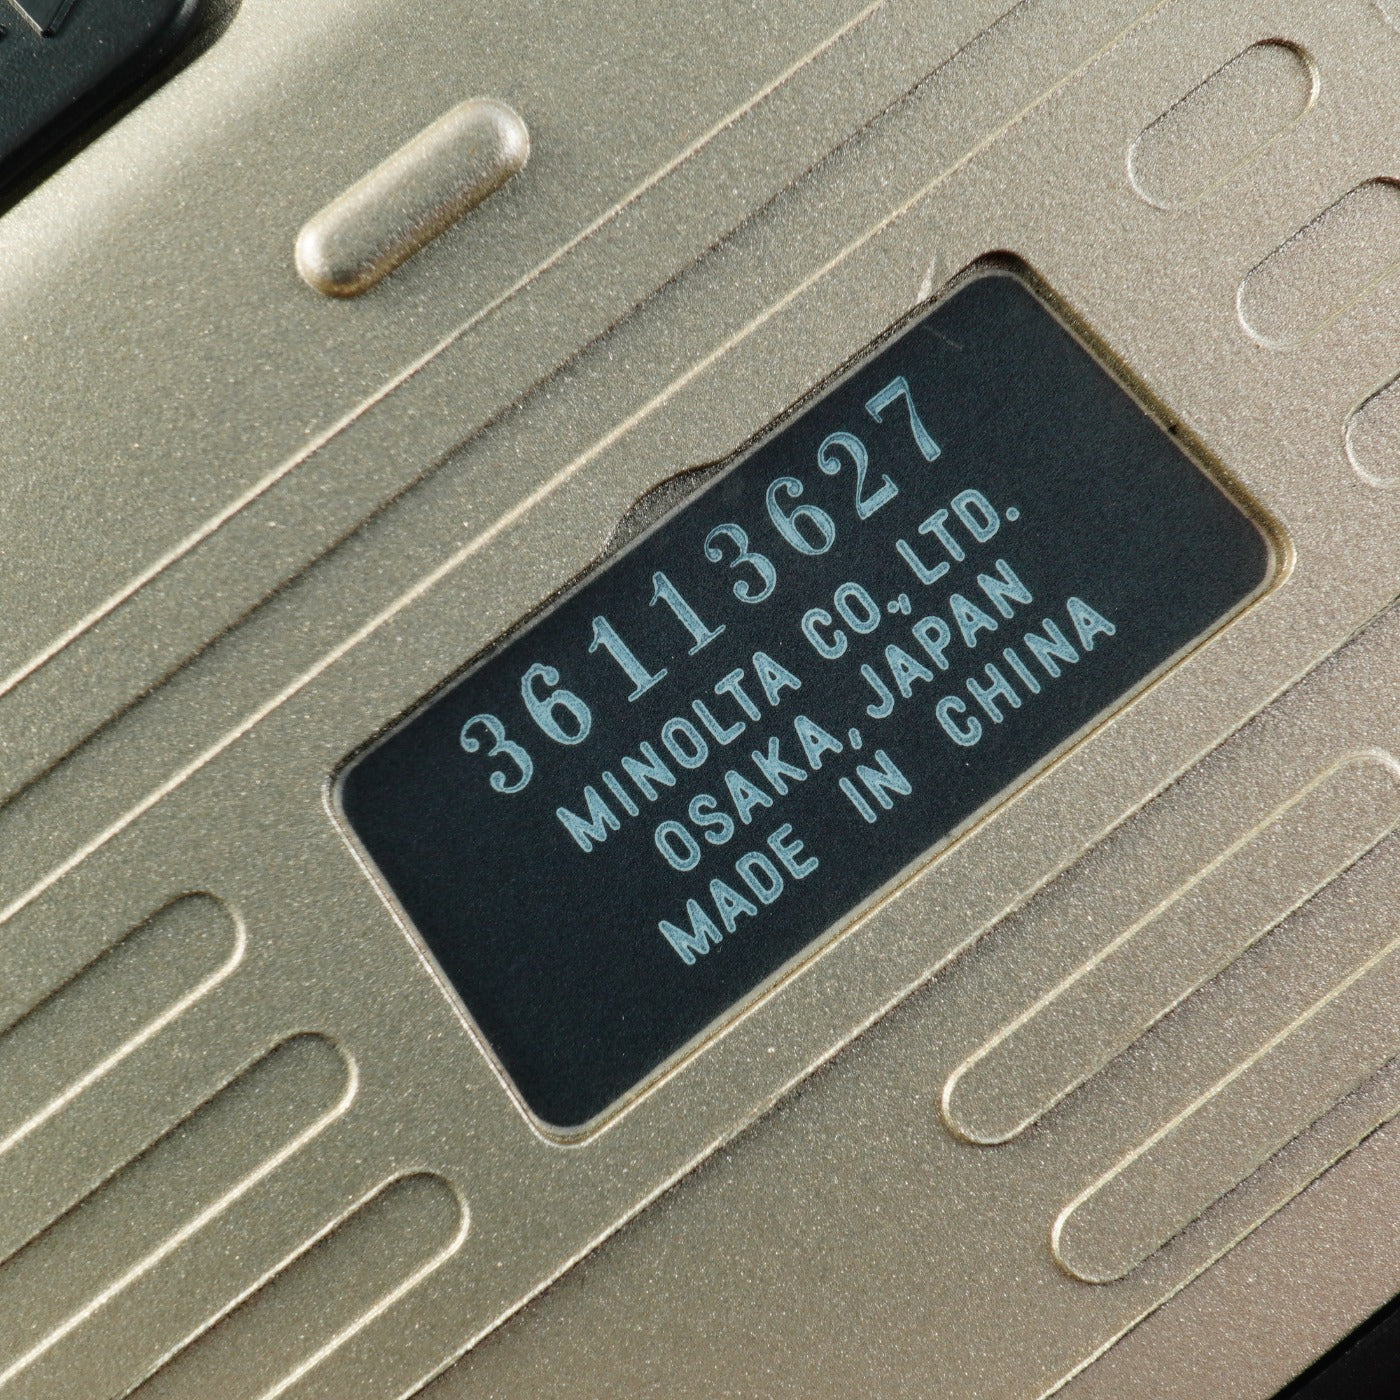 36113627
MINOLTA CO., LTD.
OSAKA, JAPAN
MADE IN CHINA